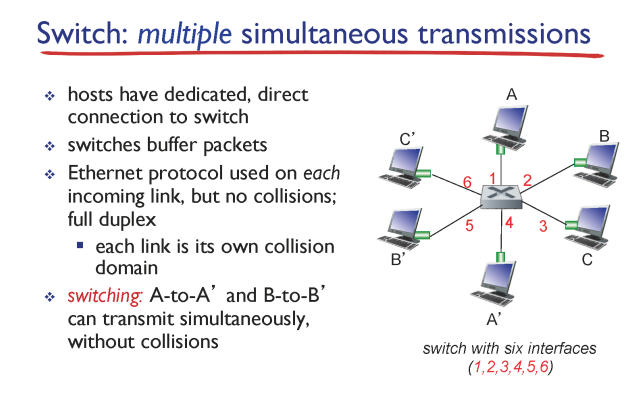 Switch: multiple simultaneous transmissions
❖ hosts have dedicated, direct
connection to switch
❖ switches buffer packets
❖ Ethernet protocol used on each
incoming link, but no collisions;
full duplex
▪ each link is its own collision
domain
❖ switching: A-to-A’ and B-to-B’
can transmit simultaneously,
without collisions
A
C’
B
6
1
2
5
4
3
B’
C
A’
switch with six interfaces
(1,2,3,4,5,6)